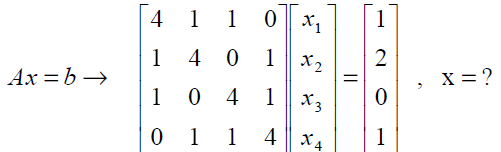 Ax = b → [4 1 1 0] [x₁] [1]
[1 4 0 1] [x₂] = [2] , x = ?
[1 0 4 1] [x₃] [0]
[0 1 1 4] [x₄] [1]